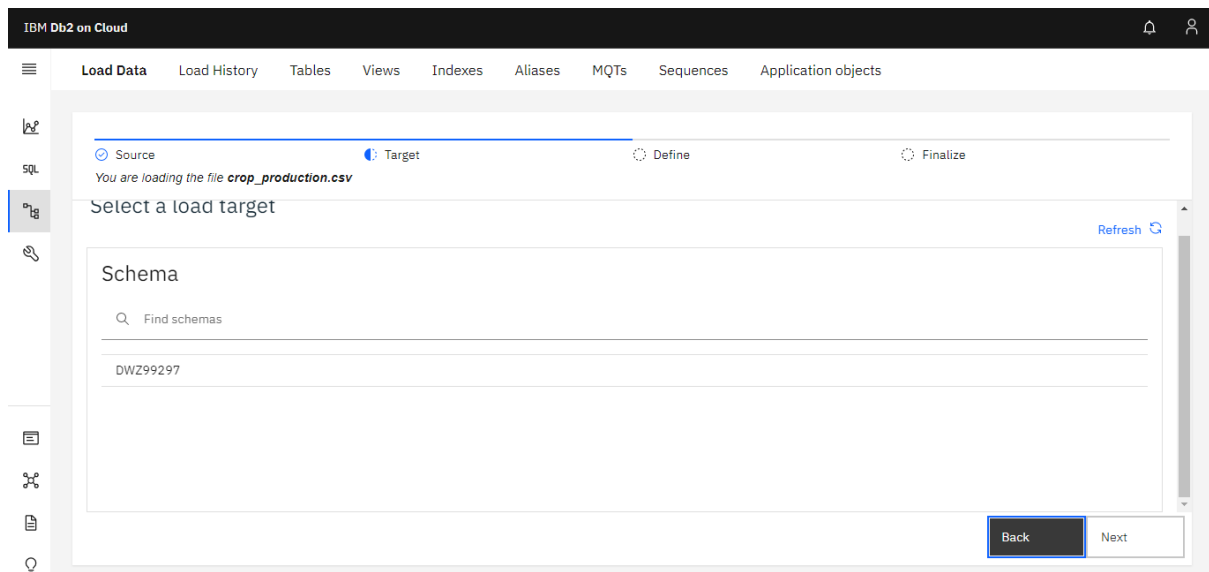 IBM Db2 on Cloud
Load Data Load History Tables Views Indexes Aliases MQTs Sequences Application objects
Source Target Define Finalize
You are loading the file crop_production.csv
SQL
Select a load target
Refresh
Schema
Find schemas
DWZ99297
Back Next